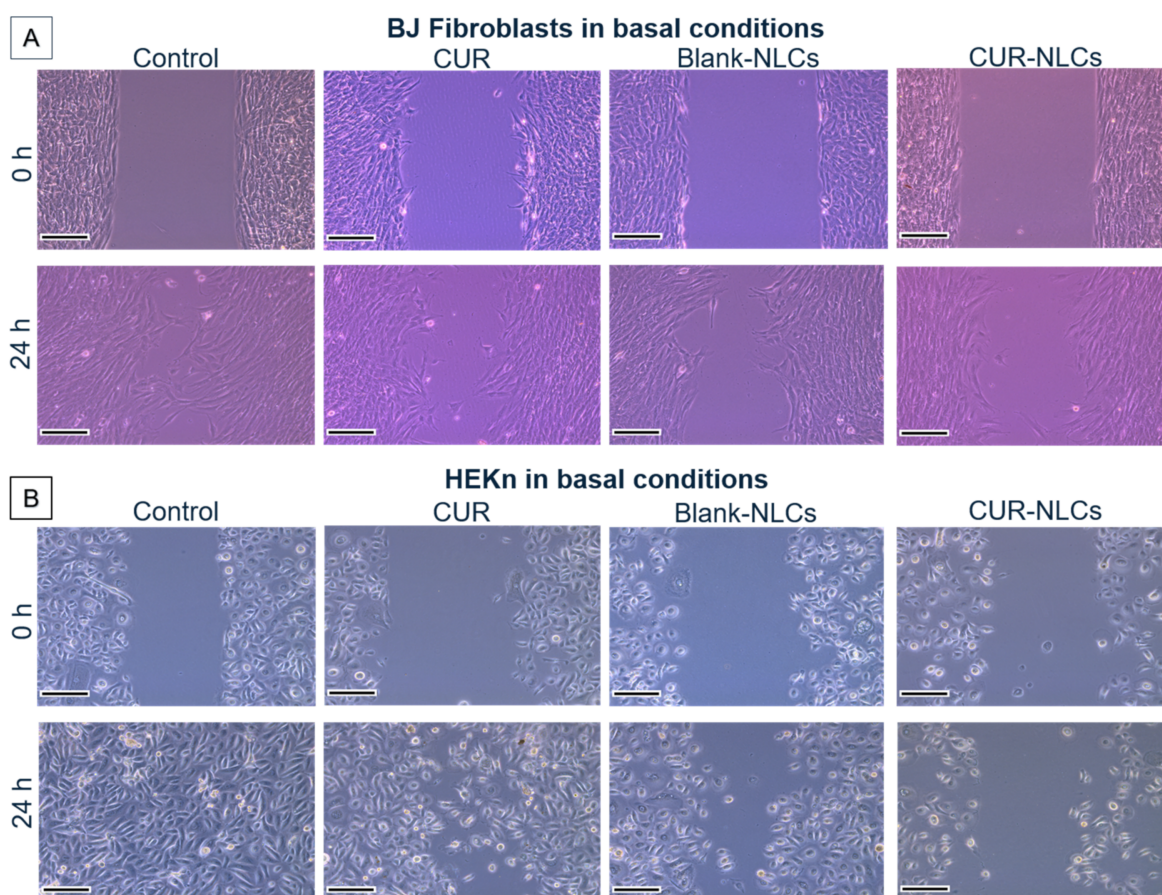 A
BJ Fibroblasts in basal conditions
Control CUR Blank-NLCs CUR-NLCs
0 h
24 h
B
HEKn in basal conditions
Control CUR Blank-NLCs CUR-NLCs
0 h
24 h